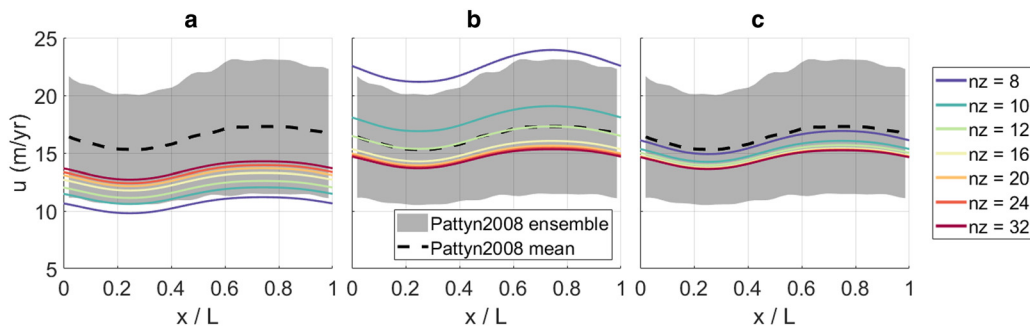 a b c
25
20
15
10
5
u (m/yr)
0 0.2 0.4 0.6 0.8 1
x / L
Pattyn2008 ensemble
Pattyn2008 mean
0 0.2 0.4 0.6 0.8 1
x / L
0 0.2 0.4 0.6 0.8 1
x / L
nz = 8
nz = 10
nz = 12
nz = 16
nz = 20
nz = 24
nz = 32